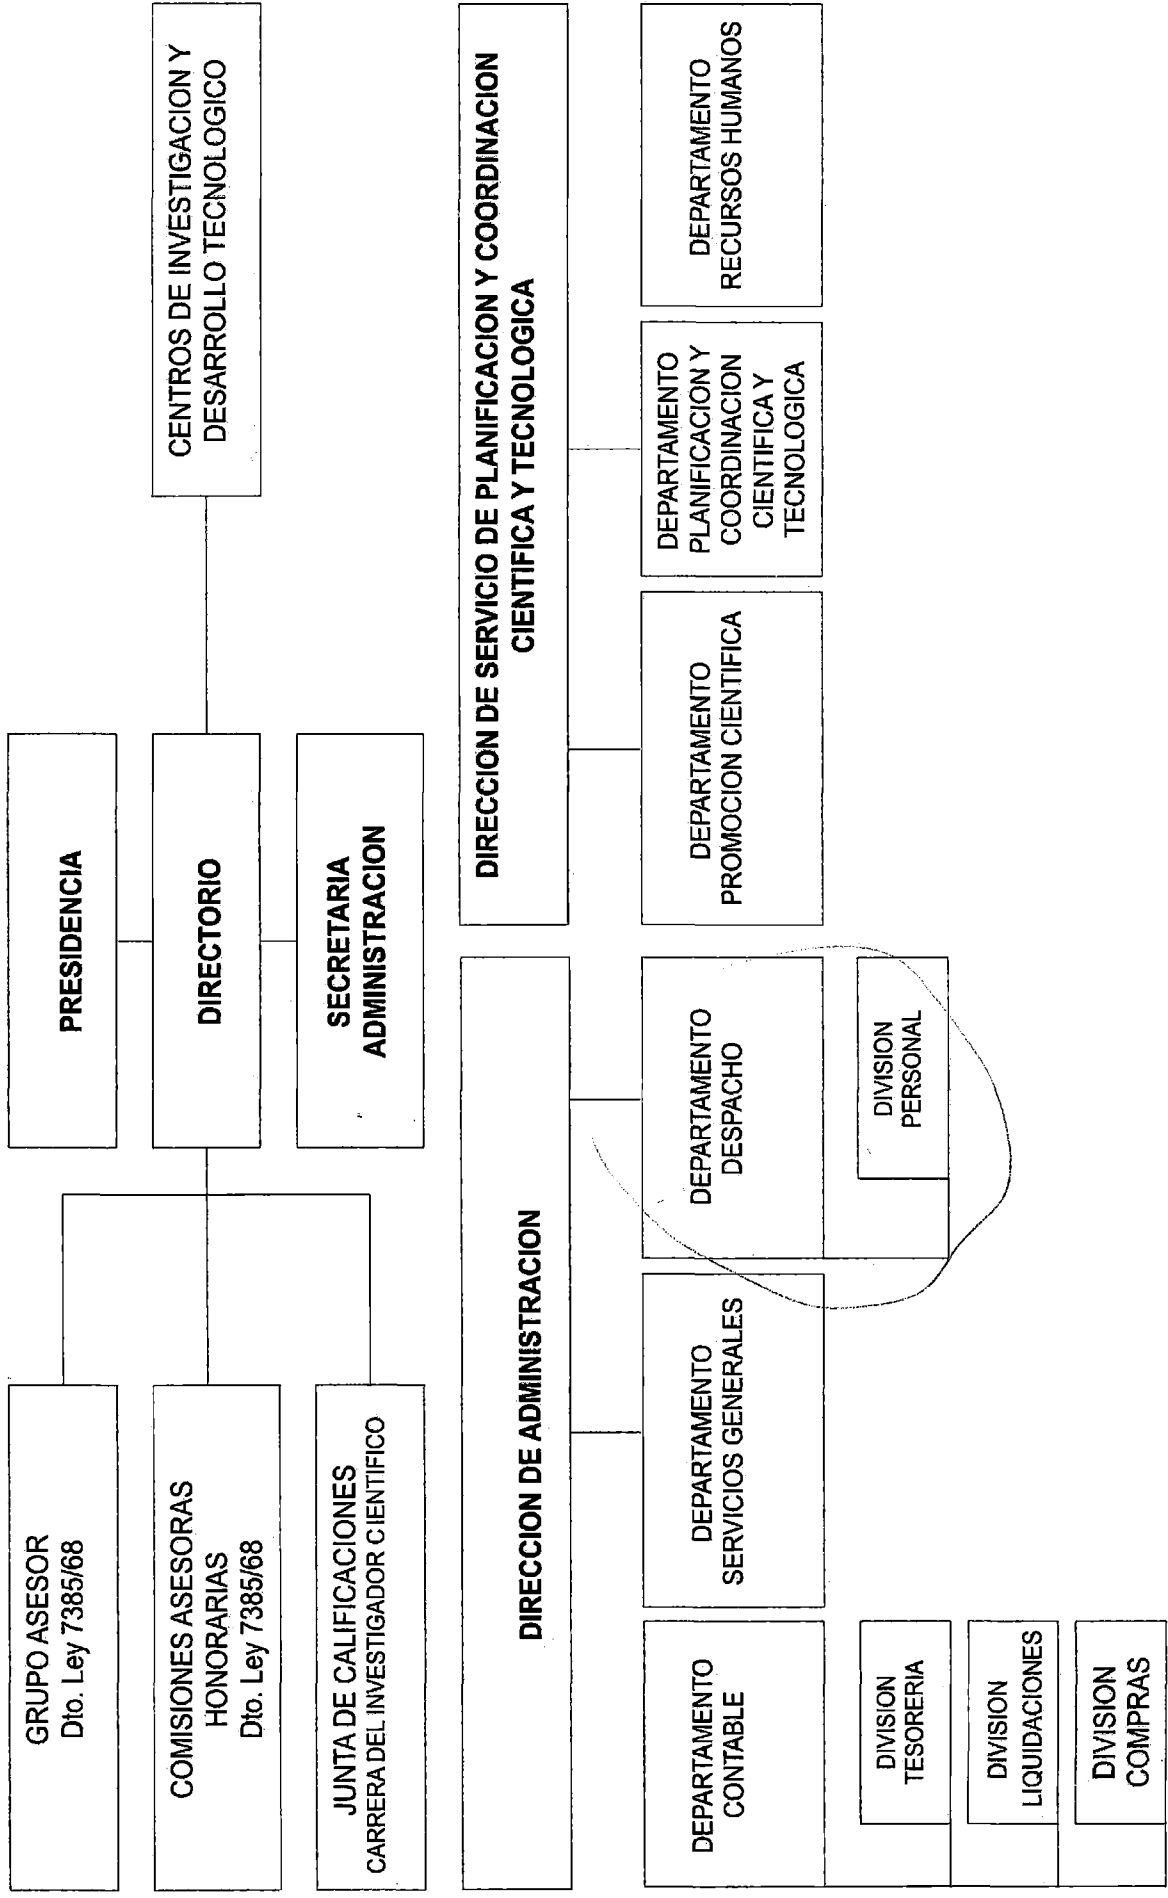 PRESIDENCIA
GRUPO ASESOR
Dto. Ley 7385/68
COMISIONES ASESORAS
HONORARIAS
Dto. Ley 7385/68
DIRECTORIO
CENTROS DE INVESTIGACION Y
DESARROLLO TECNOLOGICO
JUNTA DE CALIFICACIONES
CARRERA DEL INVESTIGADOR CIENTIFICO
SECRETARIA
ADMINISTRACION
DIRECCION DE ADMINISTRACION
DIRECCION DE SERVICIO DE PLANIFICACION Y COORDINACION
CIENTIFICA Y TECNOLOGICA
DEPARTAMENTO
CONTABLE
DEPARTAMENTO
SERVICIOS GENERALES
DEPARTAMENTO
DESPACHO
DEPARTAMENTO
PROMOCION CIENTIFICA
DEPARTAMENTO
PLANIFICACION Y
COORDINACION
CIENTIFICA Y
TECNOLOGICA
DEPARTAMENTO
RECURSOS HUMANOS
DIVISION
TESORERIA
DIVISION
PERSONAL
DIVISION
LIQUIDACIONES
DIVISION
COMPRAS